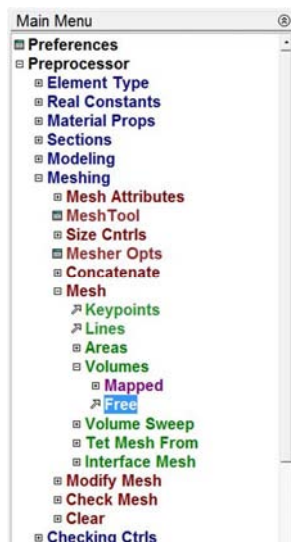 Main Menu
Preferences
Preprocessor
Element Type
Real Constants
Material Props
Sections
Modeling
Meshing
Mesh Attributes
MeshTool
Size Cntrls
Mesher Opts
Concatenate
Mesh
Keypoints
Lines
Areas
Volumes
Mapped
Free
Volume Sweep
Tet Mesh From
Interface Mesh
Modify Mesh
Check Mesh
Clear
Checking Ctrls